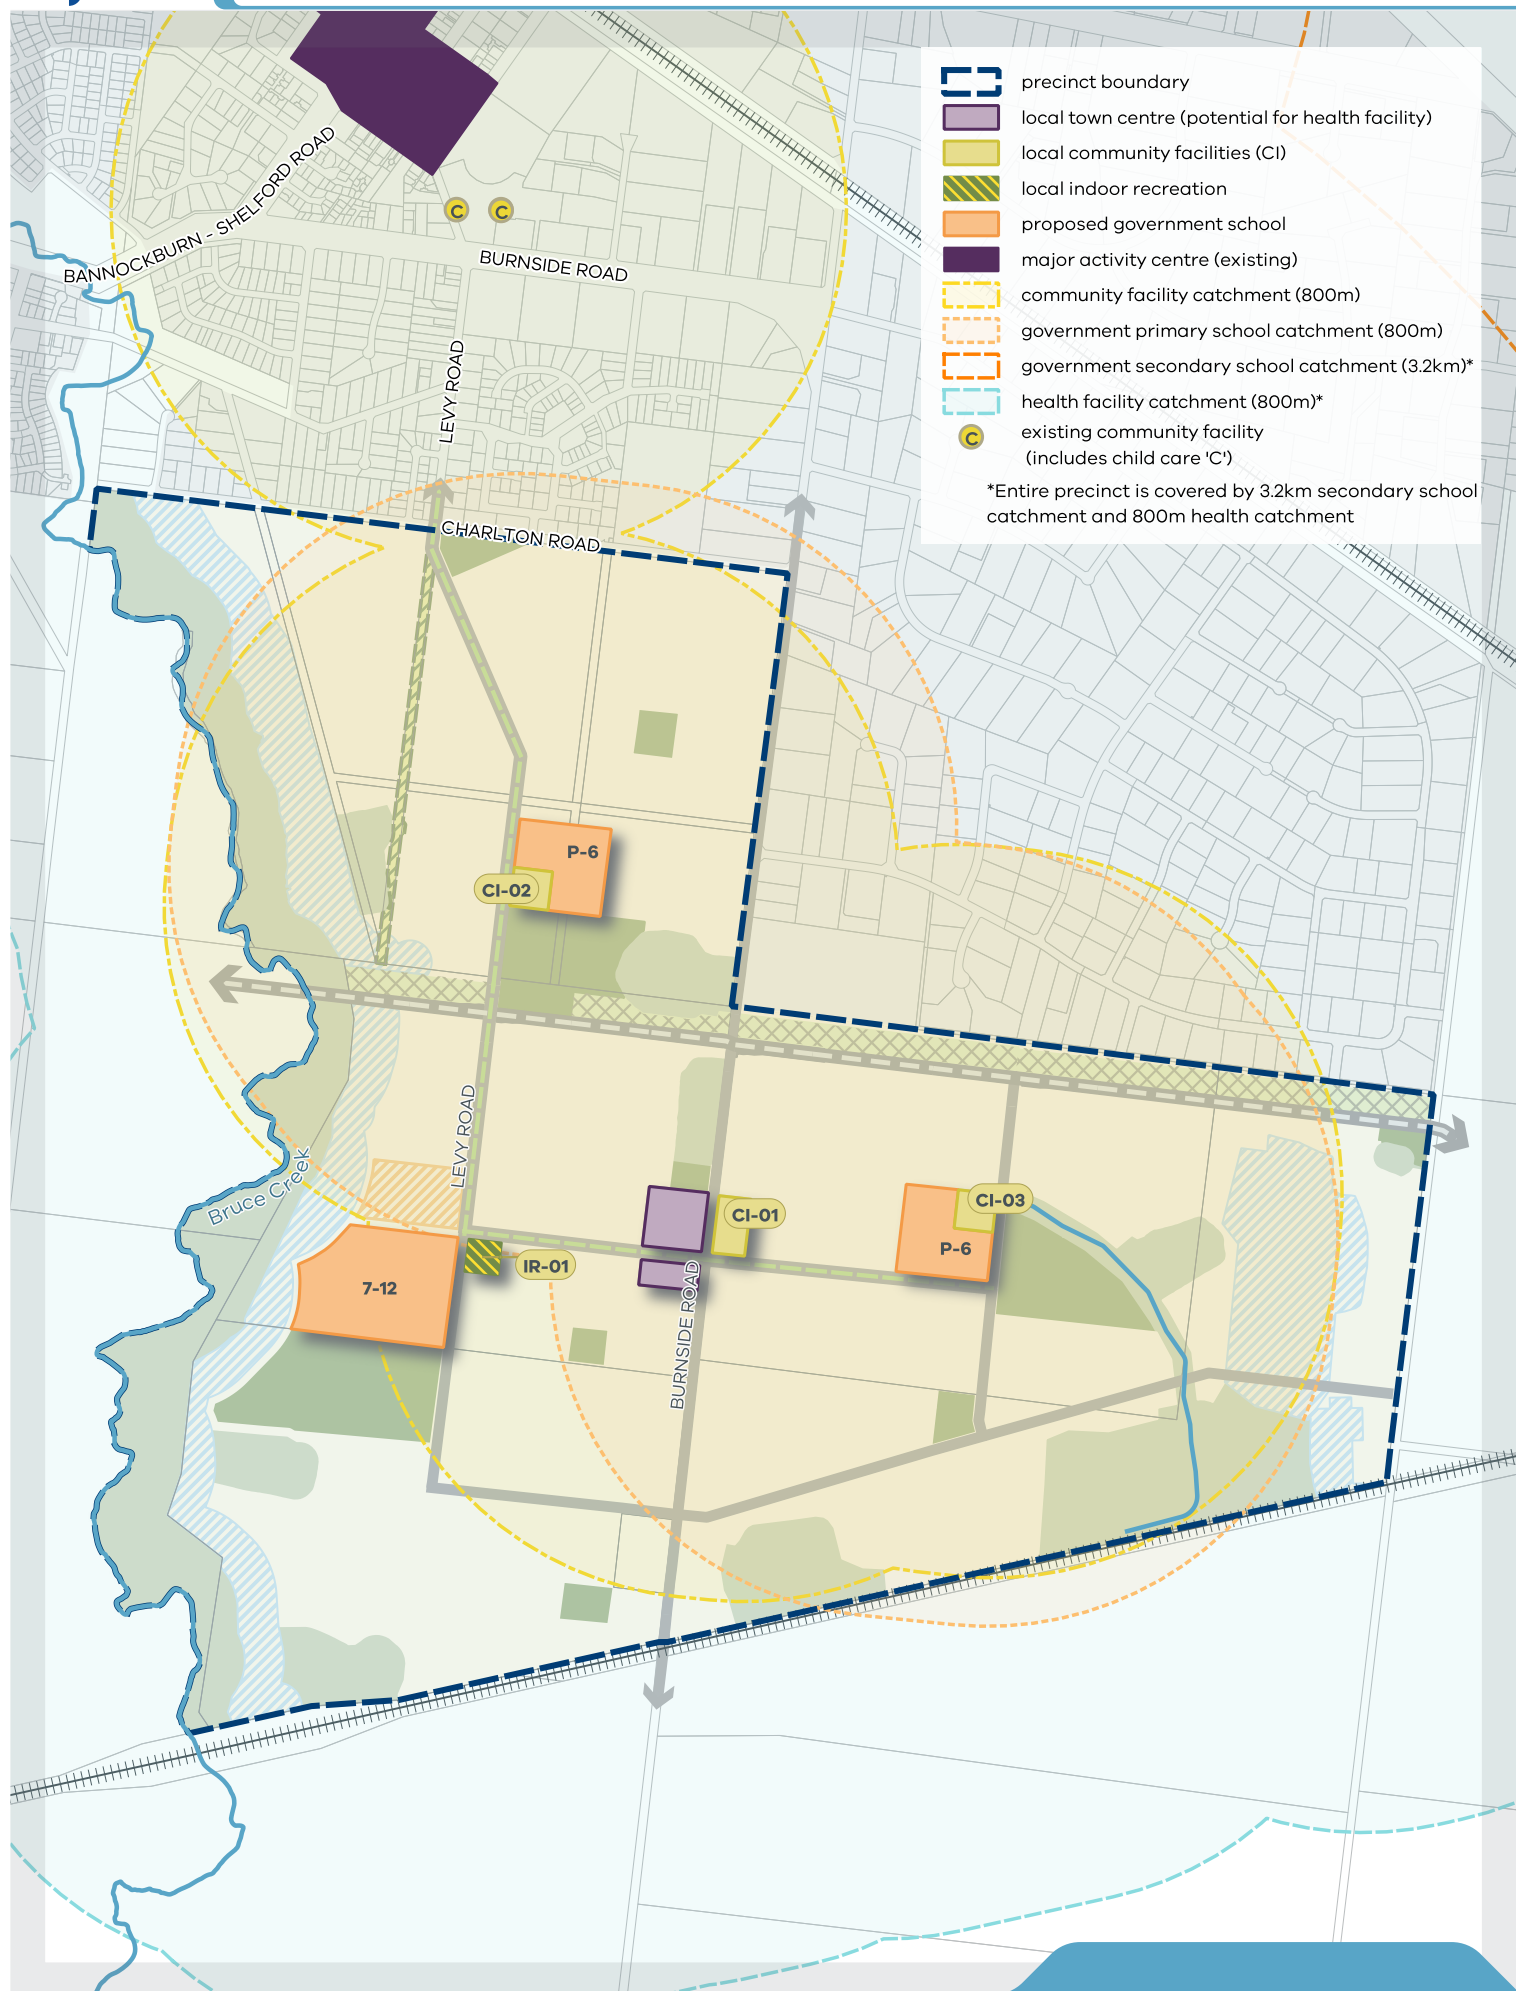 precinct boundary
local town centre (potential for health facility)
local community facilities (CI)
local indoor recreation
proposed government school
major activity centre (existing)
community facility catchment (800m)
government primary school catchment (800m)
government secondary school catchment (3.2km)*
health facility catchment (800m)*
C
existing community facility
(includes child care 'C')
*Entire precinct is covered by 3.2km secondary school
catchment and 800m health catchment
BANNOCKBURN - SHELFORD ROAD
C
C
BURNSIDE ROAD
LEVY ROAD
CHARLTON ROAD
P-6
CI-02
LEVY ROAD
Bruce Creek
CI-03
CI-01
P-6
IR-01
7-12
BURNSIDE ROAD